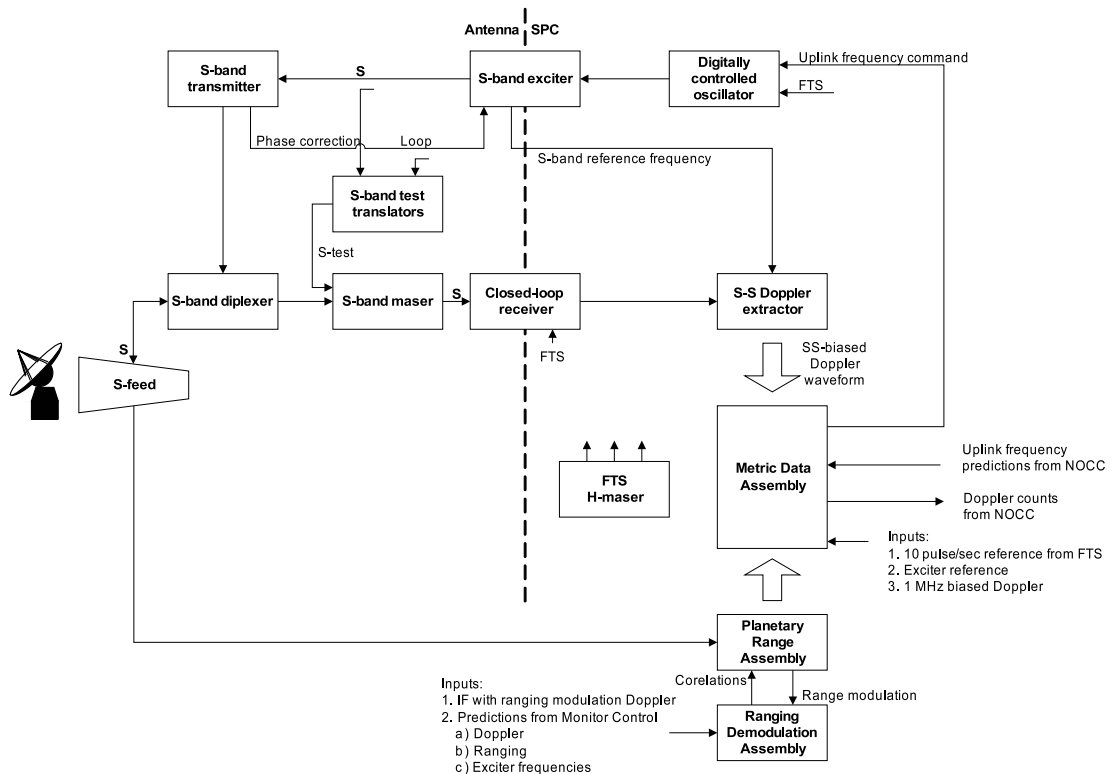 Antenna
SPC
S-band
transmitter
S
S-band exciter
Digitally
controlled
oscillator
Uplink frequency command
FTS
Phase correction
Loop
S-band reference frequency
S-band test
translators
S-test
S-band diplexer
S-band maser
S
Closed-loop
receiver
FTS
S-S Doppler
extractor
S
S-feed
SS-biased
Doppler
waveform
FTS
H-maser
Metric Data
Assembly
Uplink frequency
predictions from NOCC
Doppler counts
from NOCC
Inputs:
1. 10 pulse/sec reference from FTS
2. Exciter reference
3. 1 MHz biased Doppler
Planetary
Range
Assembly
Corelations
Range modulation
Inputs:
1. IF with ranging modulation Doppler
2. Predictions from Monitor Control
a) Doppler
b) Ranging
c) Exciter frequencies
Ranging
Demodulation
Assembly